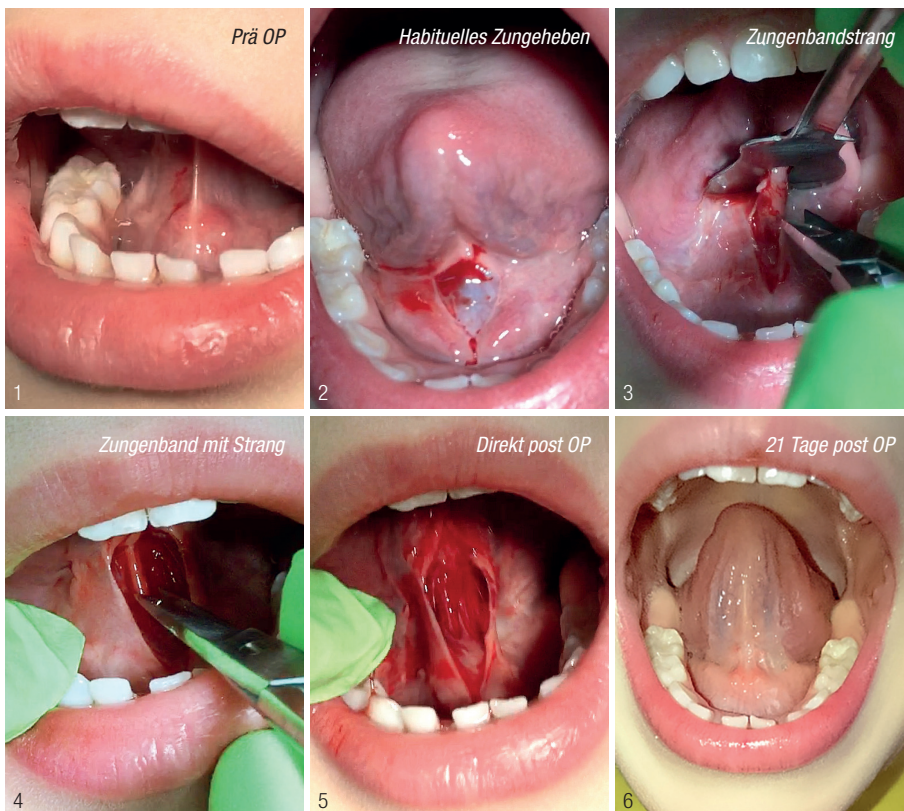 Prä OP
1
Habituelles Zungeheben
2
Zungenbandstrang
3
Zungenband mit Strang
4
Direkt post OP
5
21 Tage post OP
6